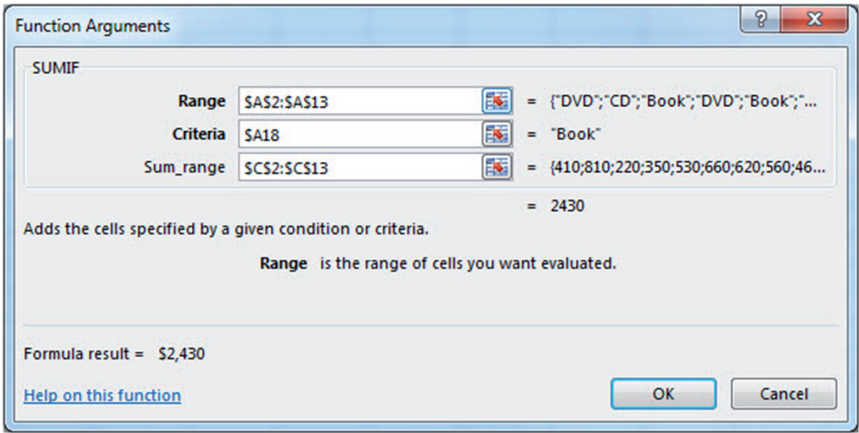 Function Arguments
?
X
SUMIF
Range $A$2:$A$13 = {"DVD";"CD";"Book";"DVD";"Book";"...
Criteria $A18 = "Book"
Sum_range $C$2:$C$13 = {410;810;220;350;530;660;620;560;46...
= 2430
Adds the cells specified by a given condition or criteria.
Range is the range of cells you want evaluated.
Formula result = $2,430
Help on this function OK Cancel